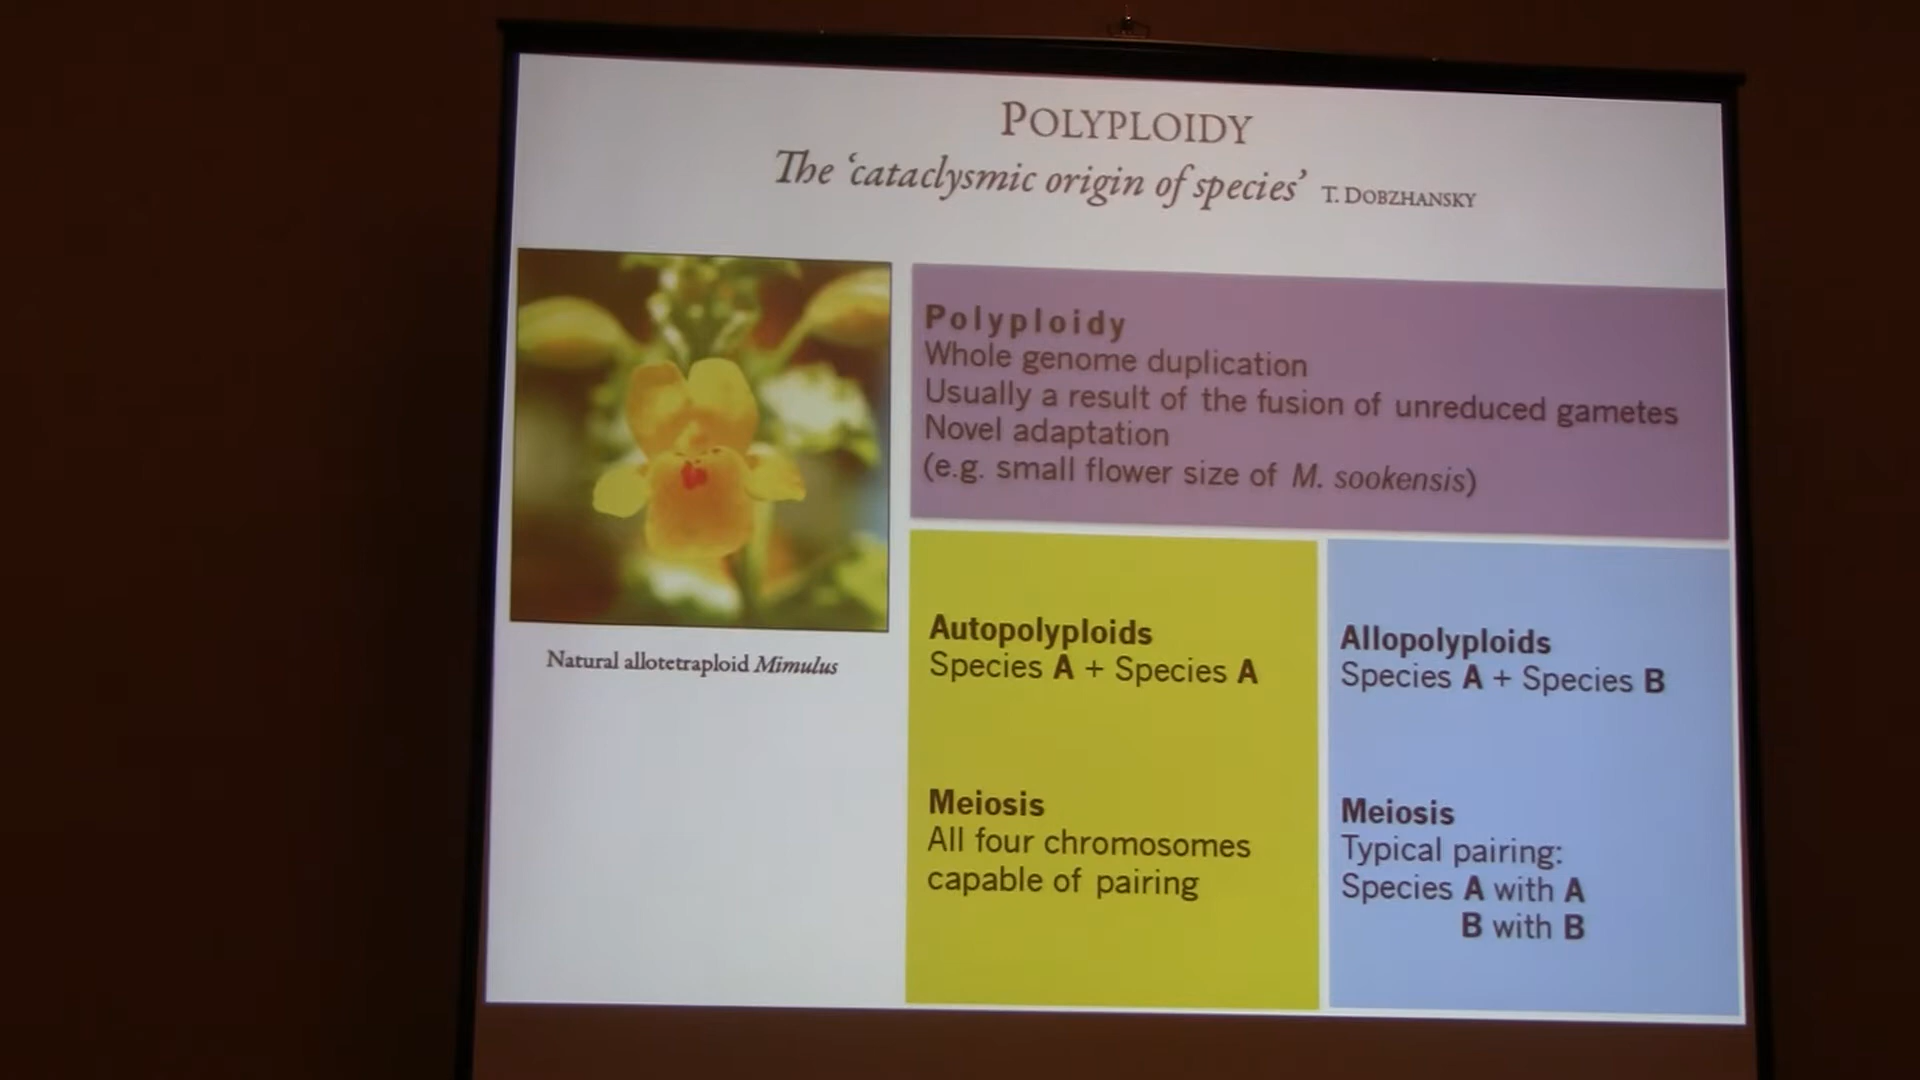 POLYPLOIDY
The ‘cataclysmic origin of species’ T. DOBZHANSKY
Polyploidy
Whole genome duplication
Usually a result of the fusion of unreduced gametes
Novel adaptation
(e.g. small flower size of M. sookensis)
Natural allotetraploid Mimulus
Autopolyploids
Species A + Species A
Meiosis
All four chromosomes
capable of pairing
Allopolyploids
Species A + Species B
Meiosis
Typical pairing:
Species A with A
B with B